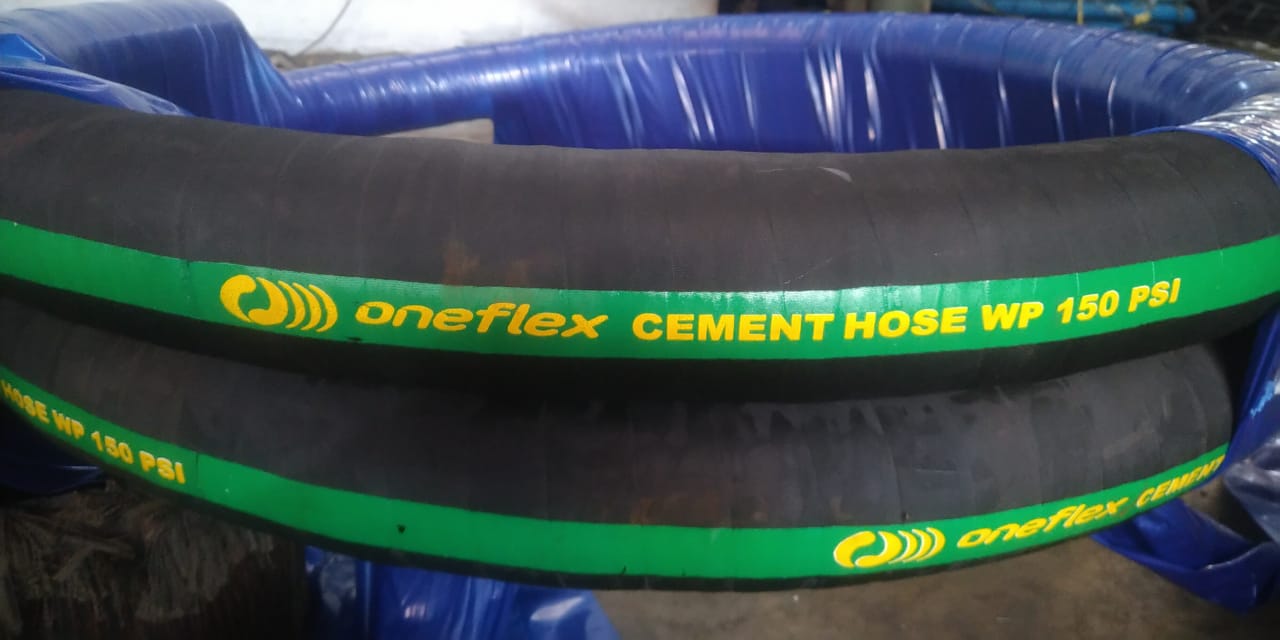 oneflex CEMENT HOSE WP 150 PSI
HOSE WP 150 PSI
oneflex CEMENT